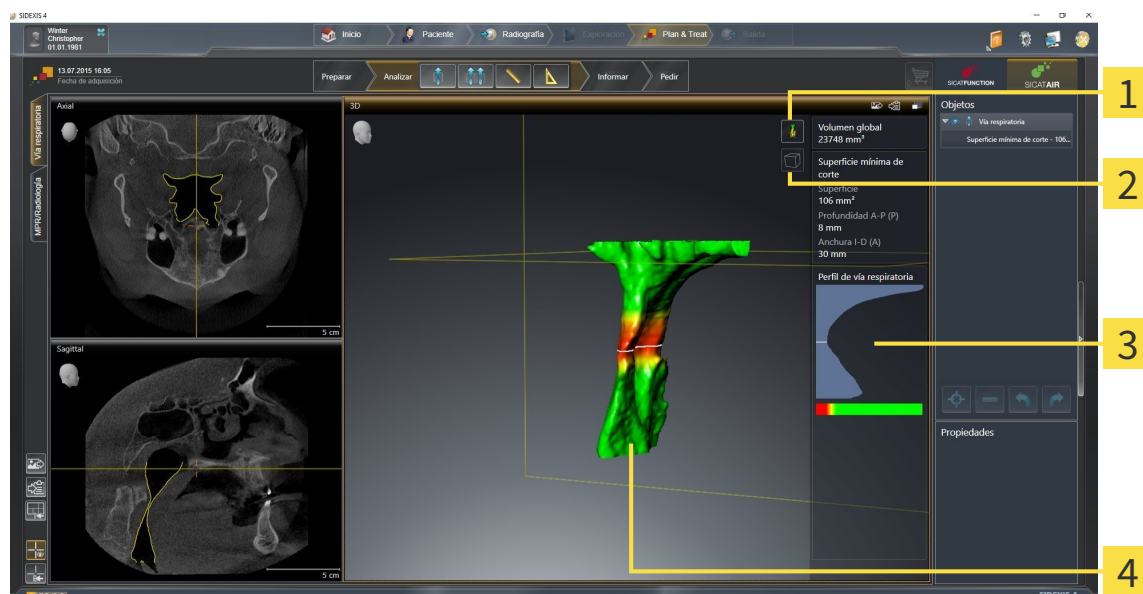 SIDEXIS 4
Winter
Christopher
01.01.1981
Inicio
Paciente
Radiografía
Exploración
Plan & Treat
Salida
13.07.2015 16:05
Fecha de adquisición
Preparar
Analizar
Informar
Pedir
SICATFUNCTION
SICATAIR
Vía respiratoria
MPR/Radiología
Axial
5 cm
Sagittal
5 cm
3D
Volumen global
23748 mm³
Superficie mínima de
corte
Superficie
106 mm²
Profundidad A-P (P)
8 mm
Anchura I-D (A)
30 mm
Perfil de vía respiratoria
Objetos
Vía respiratoria
Superficie mínima de corte - 106...
Propiedades
1
2
3
4
SIDEXIS 4